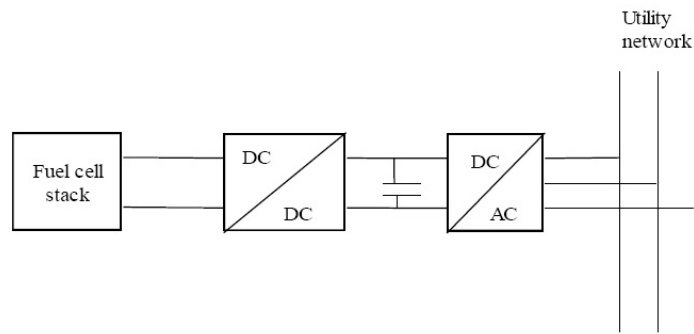 Utility
network
Fuel cell
stack
DC
DC
DC
AC